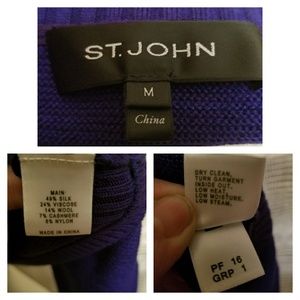 ST. JOHN
M
China
MAIN:
49% SILK
24% VISCOSE
14% WOOL
7% CASHMERE
6% NYLON
MADE IN CHINA
DRY CLEAN,
TURN GARMENT
INSIDE OUT.
LOW HEAT.
LOW MOISTURE,
LOW STEAM.
PF 16
GRP 1